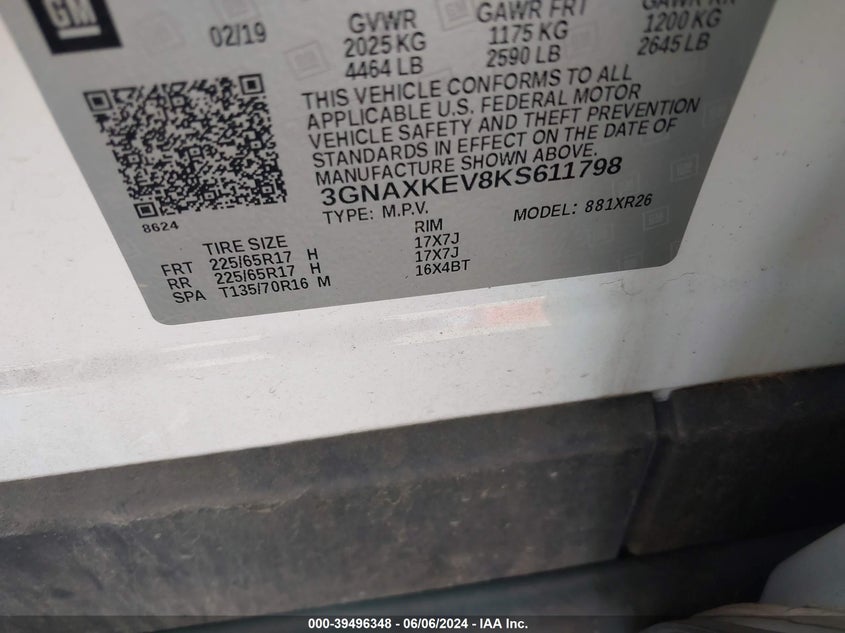 GM
02/19
GVWR
2025 KG
4464 LB
GAWR FRT
1175 KG
2590 LB
GAWR RR
1200 KG
2645 LB
THIS VEHICLE CONFORMS TO ALL
APPLICABLE U.S. FEDERAL MOTOR
VEHICLE SAFETY AND THEFT PREVENTION
STANDARDS IN EFFECT ON THE DATE OF
MANUFACTURE SHOWN ABOVE.
3GNAXKEV8KS611798
TYPE: M.P.V.
MODEL: 881XR26
8624
TIRE SIZE RIM
FRT 225/65R17 H 17X7J
RR 225/65R17 H 17X7J
SPA T135/70R16 M 16X4BT
000-39496348 - 06/06/2024 - IAA Inc.